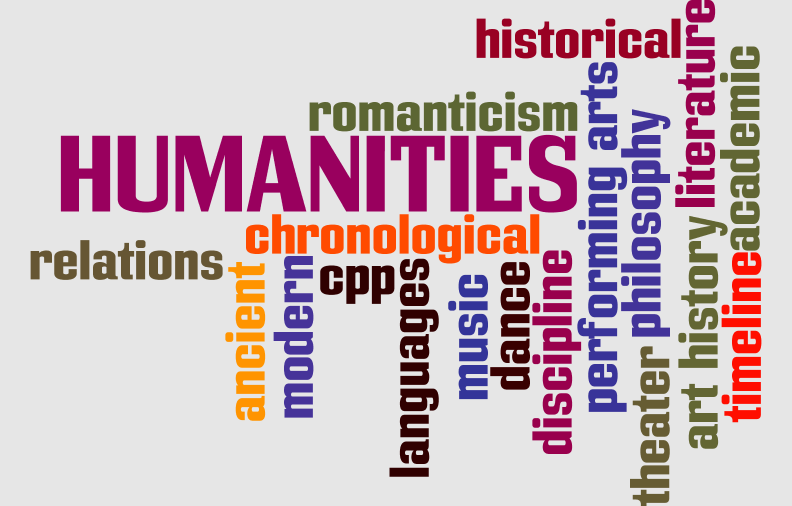 historical
romanticism
HUMANITIES
chronological
relations
cpp
ancient
modern
languages
music
dance
discipline
performing arts
philosophy
theater
literature
art history
academic
timeline